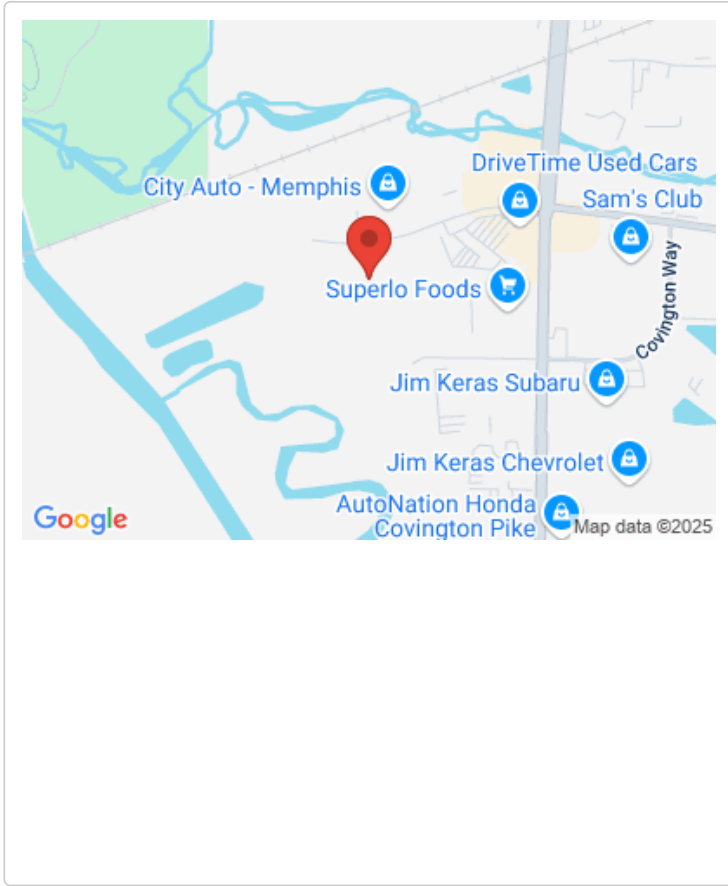 DriveTime Used Cars
City Auto - Memphis
Sam's Club
Superlo Foods
Covington Way
Jim Keras Subaru
Jim Keras Chevrolet
AutoNation Honda
Covington Pike
Google
Map data ©2025